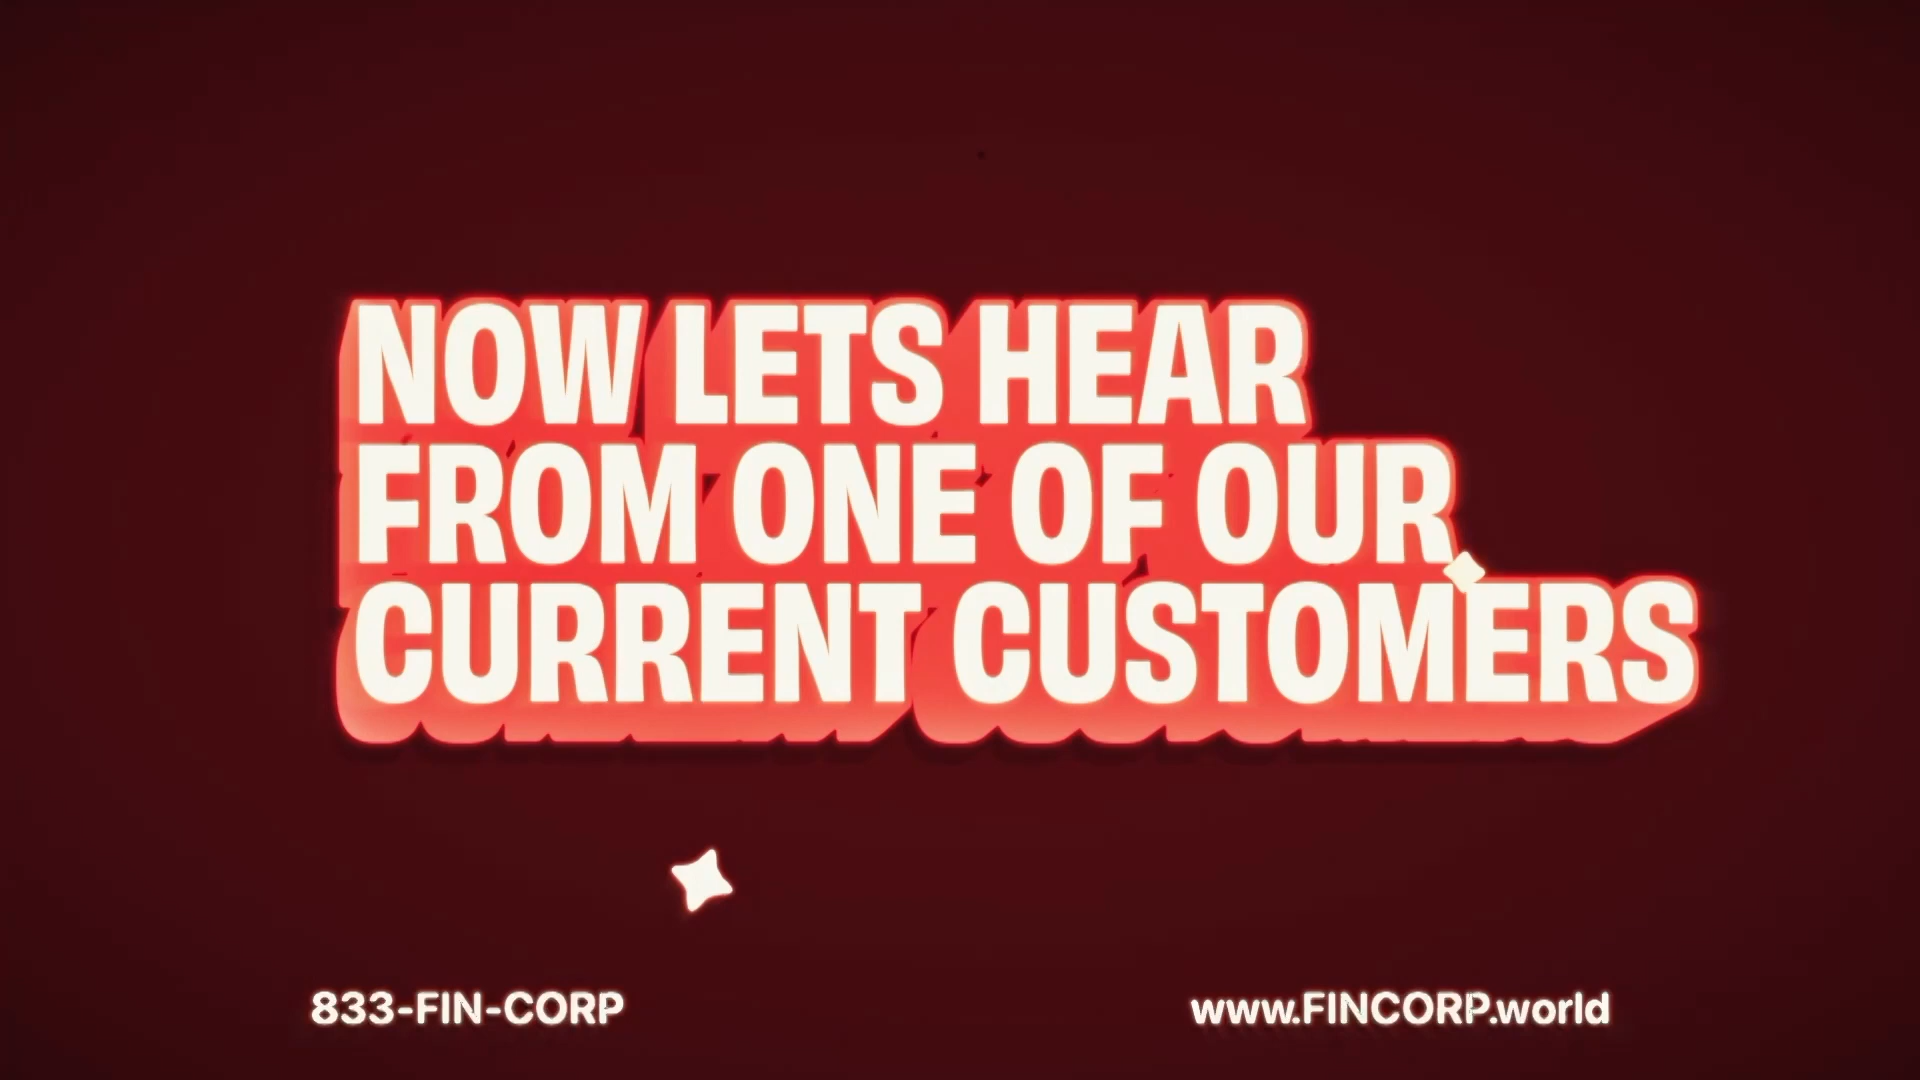 NOW LETS HEAR
FROM ONE OF OUR
CURRENT CUSTOMERS
833-FIN-CORP
www.FINCORP.world